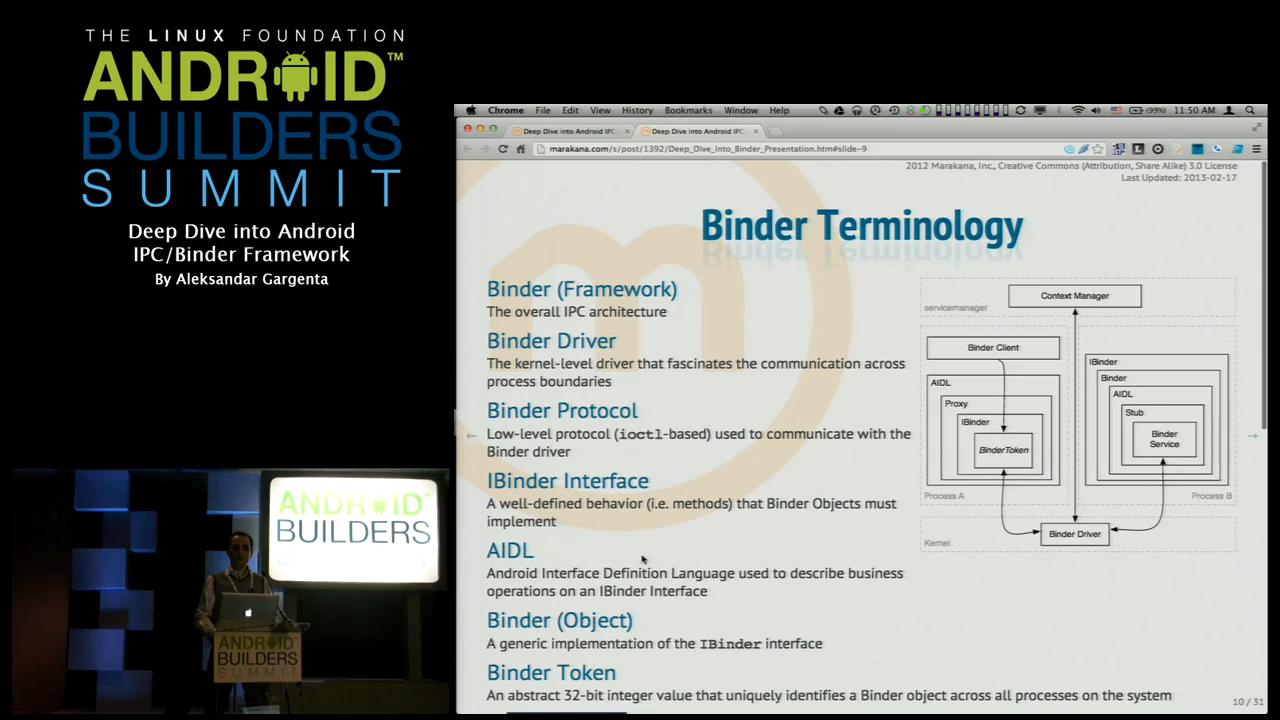 THE LINUX FOUNDATION
ANDROID™
BUILDERS
SUMMIT
Deep Dive into Android
IPC/Binder Framework
By Aleksandar Gargenta
ANDROID
BUILDERS
ANDROID
BUILDERS
SUMMIT
Chrome File Edit View History Bookmarks Window Help
(99%) 11:50 AM
Deep Dive into Android IPC
Deep Dive into Android IPC
marakana.com/s/post/1392/Deep_Dive_Into_Binder_Presentation.htm#slide-9
2012 Marakana, Inc., Creative Commons (Attribution, Share Alike) 3.0 License
Last Updated: 2013-02-17
Binder Terminology
Binder (Framework)
The overall IPC architecture
Binder Driver
The kernel-level driver that fascinates the communication across
process boundaries
Binder Protocol
Low-level protocol (ioctl-based) used to communicate with the
Binder driver
IBinder Interface
A well-defined behavior (i.e. methods) that Binder Objects must
implement
AIDL
Android Interface Definition Language used to describe business
operations on an IBinder Interface
Binder (Object)
A generic implementation of the IBinder interface
Binder Token
An abstract 32-bit integer value that uniquely identifies a Binder object across all processes on the system
Context Manager
servicemanager
Binder Client
AIDL
Proxy
IBinder
BinderToken
Process A
IBinder
Binder
AIDL
Stub
Binder
Service
Process B
Binder Driver
Kernel
10 / 31